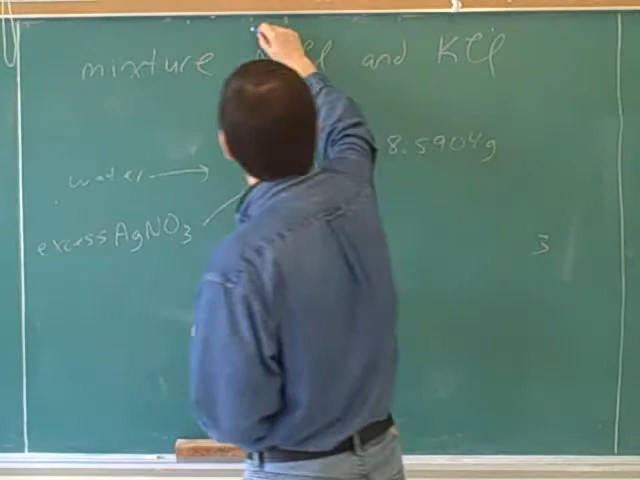 mixture and KCl
8.5904g
water →
excess AgNO3
3